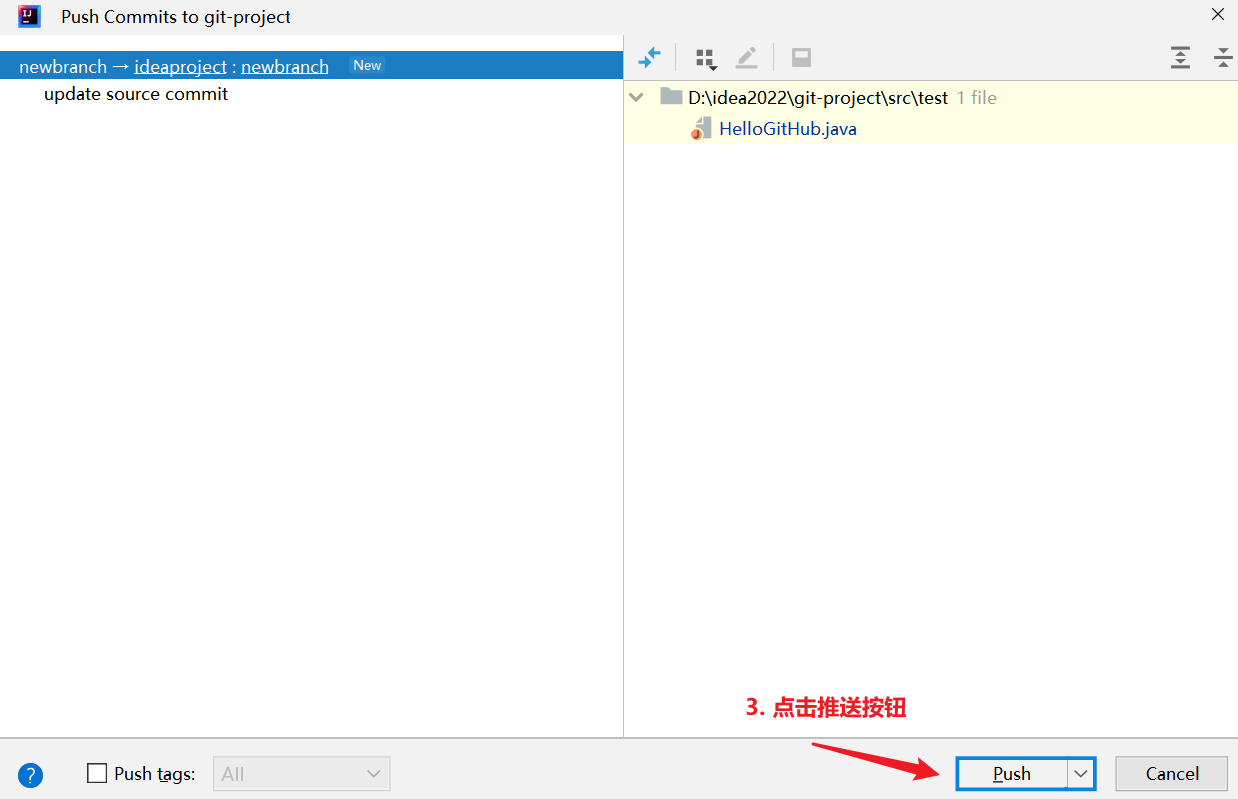 Push Commits to git-project
newbranch → ideaproject : newbranch New
update source commit
D:\idea2022\git-project\src\test 1 file
HelloGitHub.java
3. 点击推送按钮
? Push tags: All Push Cancel